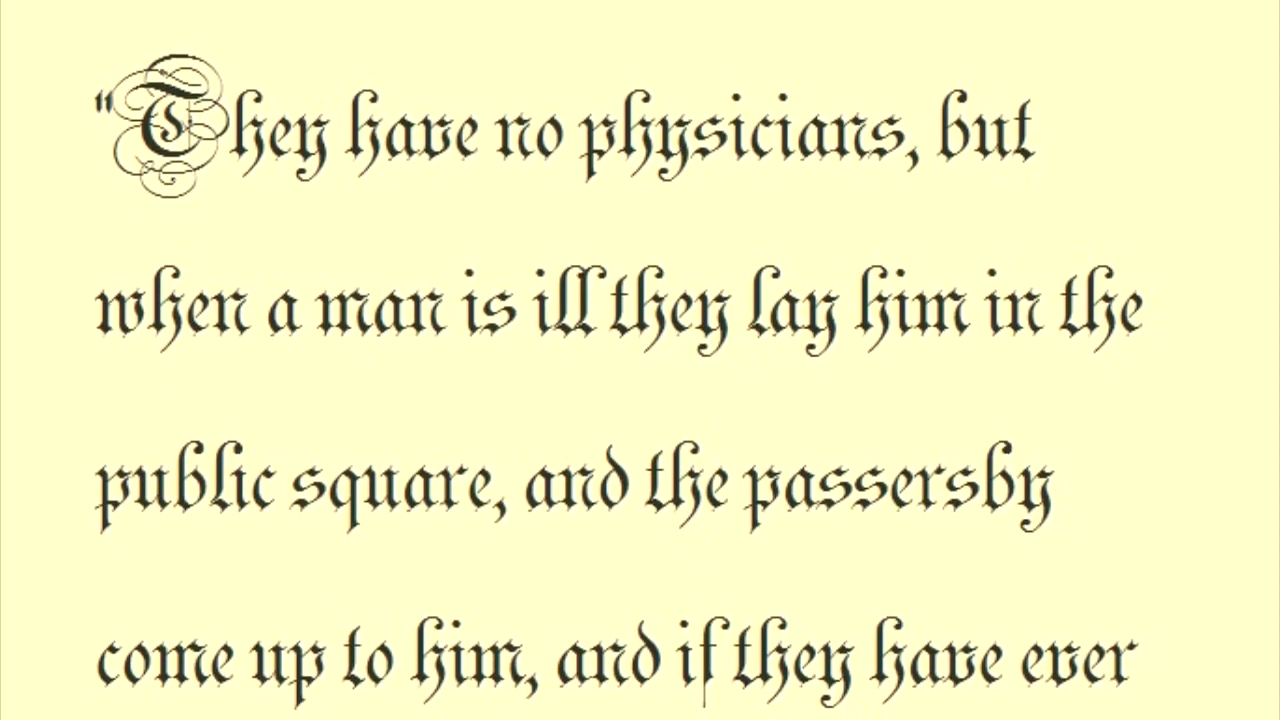 "They have no physicians, but
when a man is ill they lay him in the
public square, and the passersby
come up to him, and if they have ever